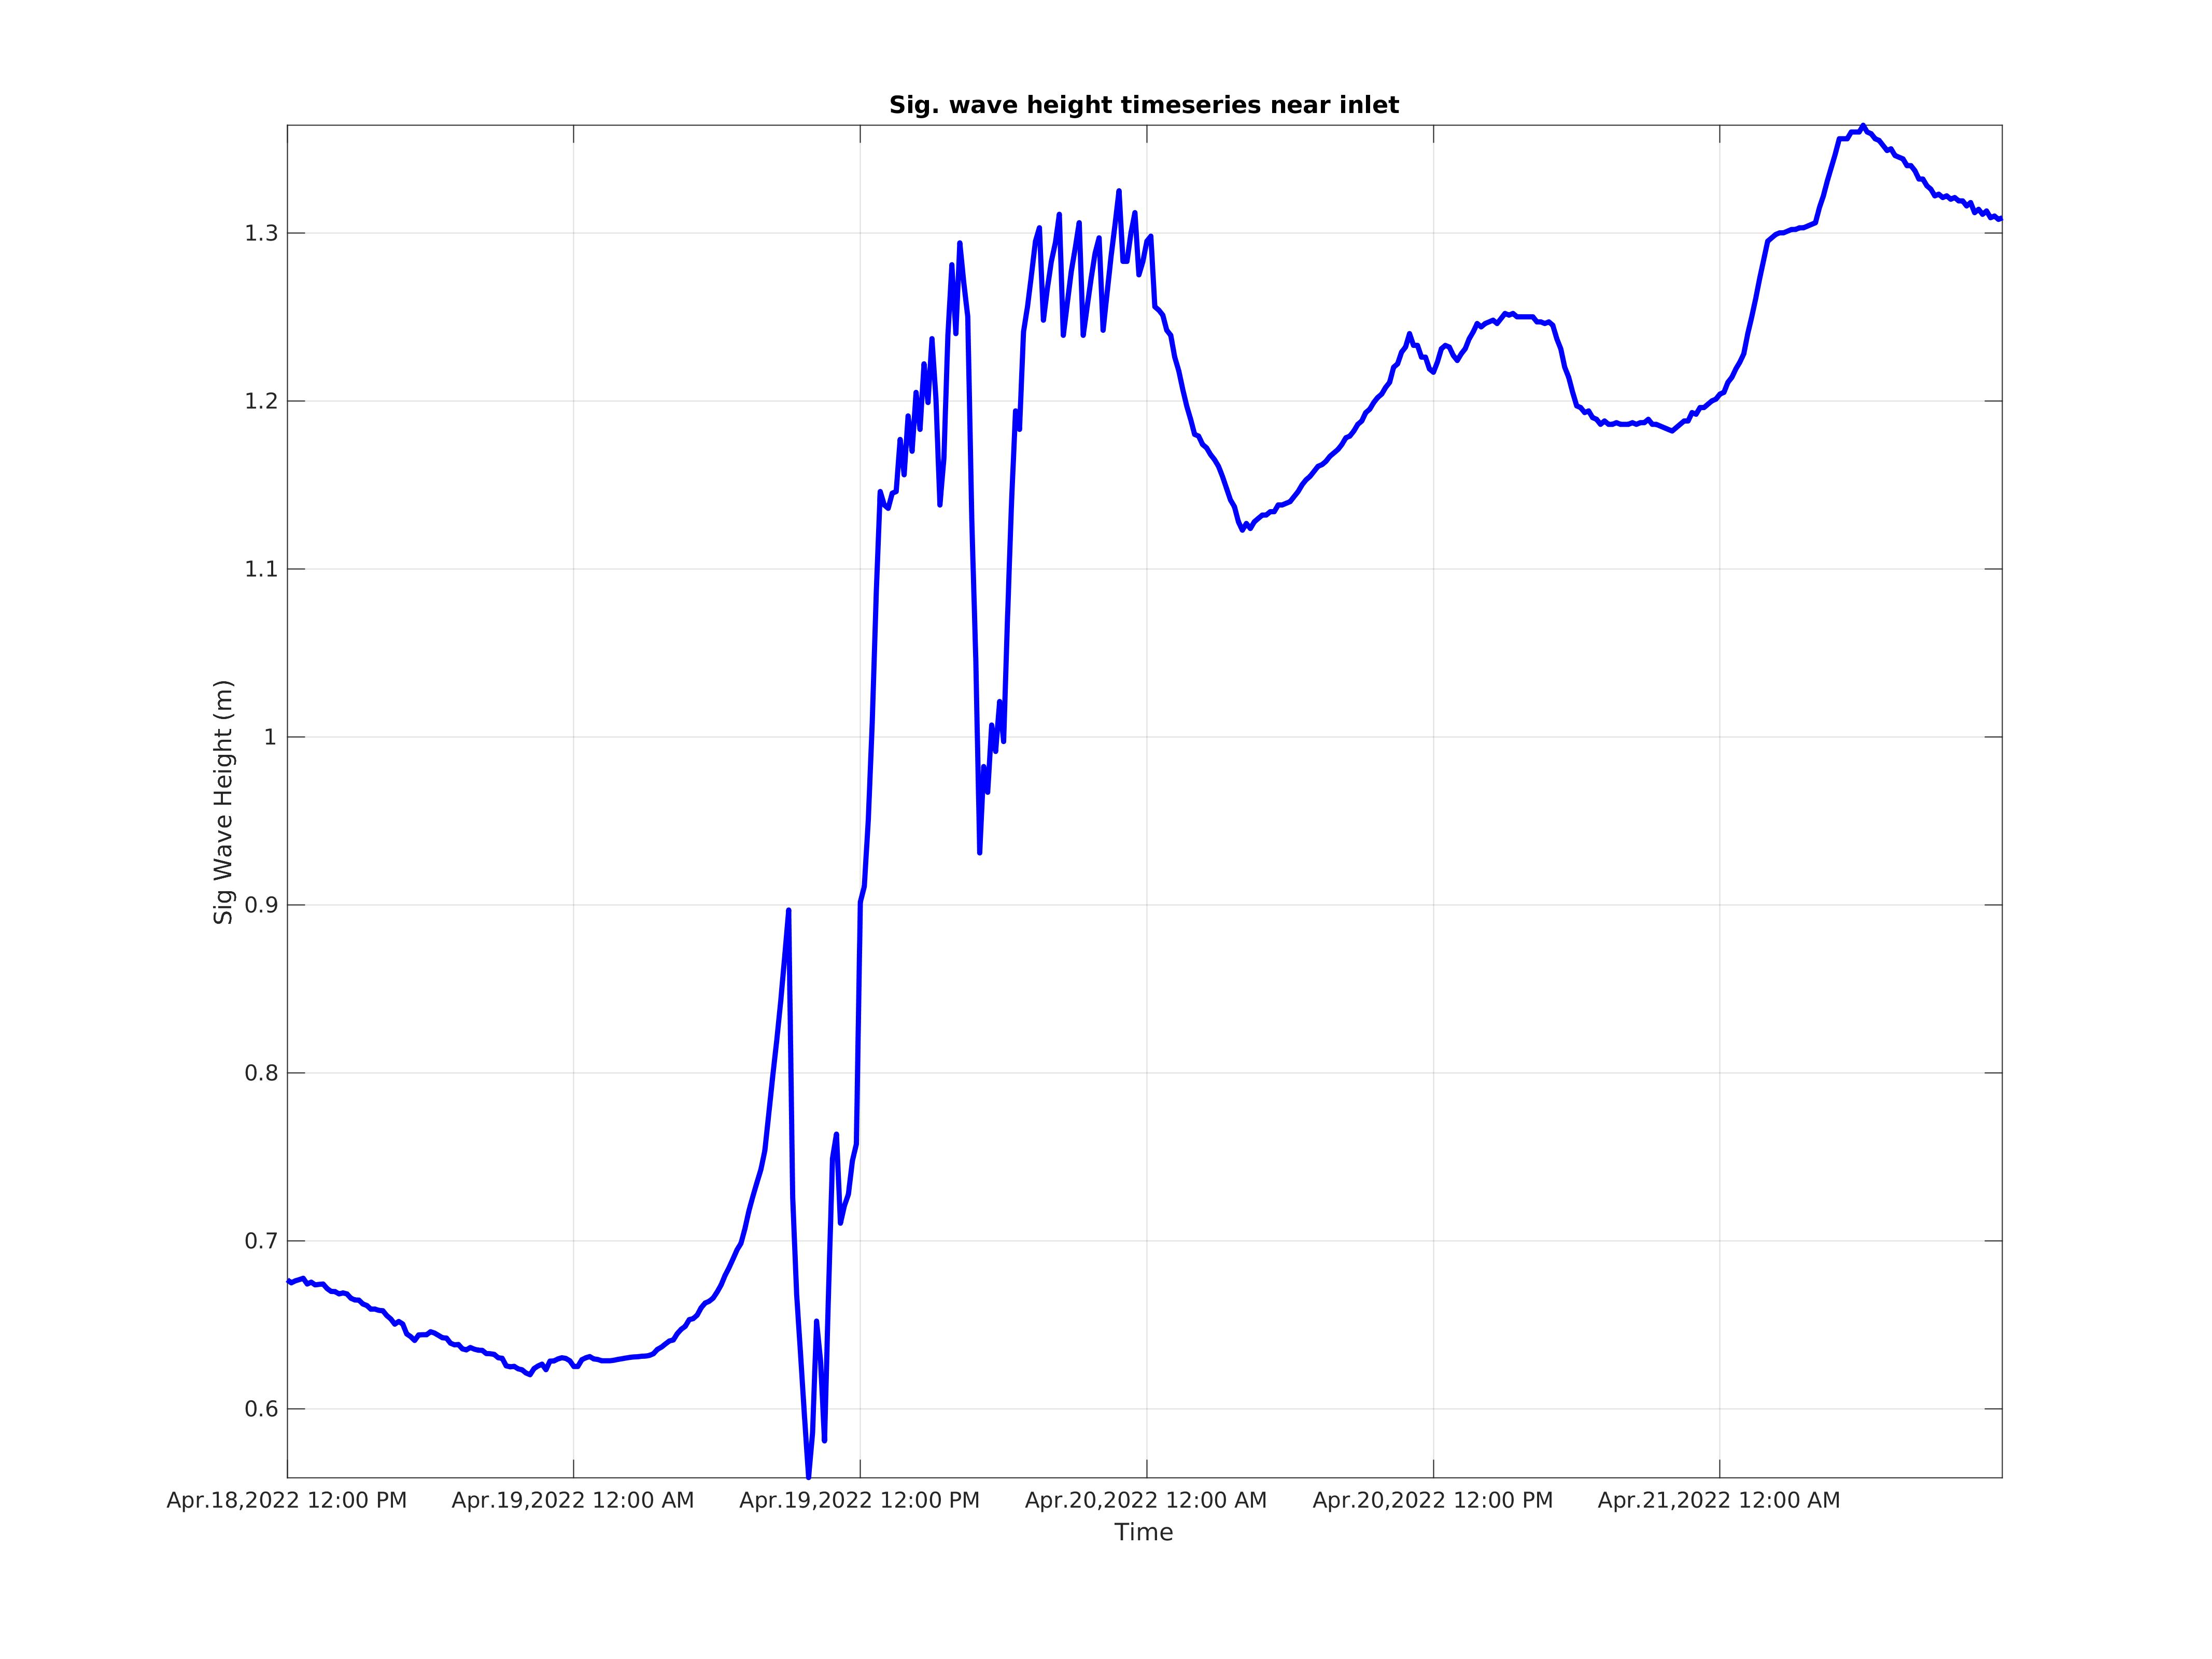 Sig. wave height timeseries near inlet
1.3
1.2
1.1
1
0.9
0.8
0.7
0.6
Sig Wave Height (m)
Apr.18,2022 12:00 PM
Apr.19,2022 12:00 AM
Apr.19,2022 12:00 PM
Apr.20,2022 12:00 AM
Apr.20,2022 12:00 PM
Apr.21,2022 12:00 AM
Time